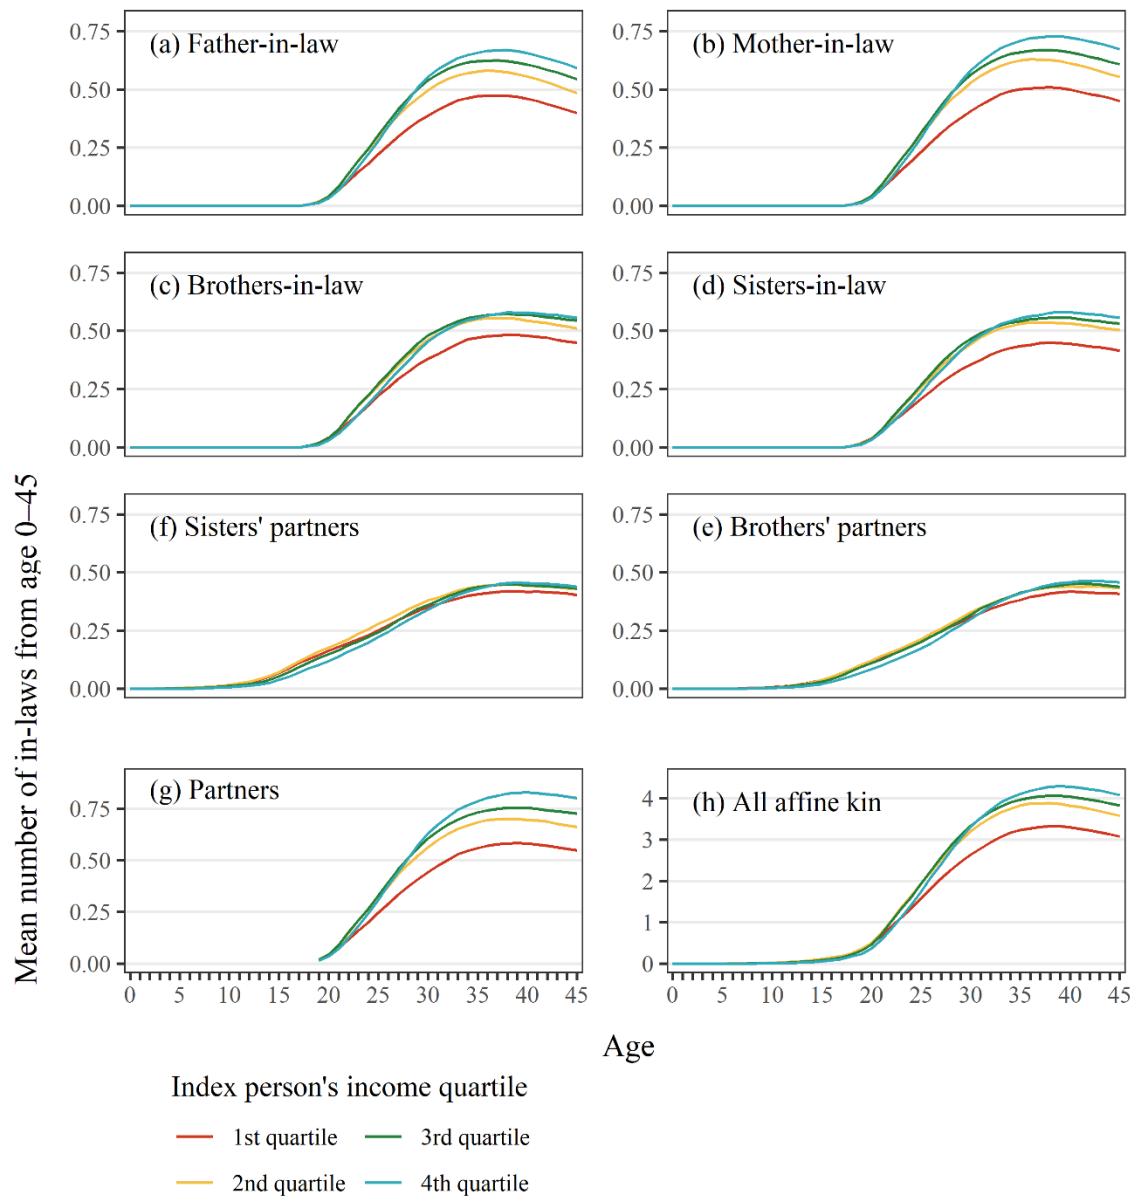 (a) Father-in-law
0.75
0.50
0.25
0.00
(b) Mother-in-law
0.75
0.50
0.25
0.00
(c) Brothers-in-law
0.75
0.50
0.25
0.00
(d) Sisters-in-law
0.75
0.50
0.25
0.00
(f) Sisters' partners
0.75
0.50
0.25
0.00
(e) Brothers' partners
0.75
0.50
0.25
0.00
(g) Partners
0.75
0.50
0.25
0.00
0 5 10 15 20 25 30 35 40 45
(h) All affine kin
4
3
2
1
0
0 5 10 15 20 25 30 35 40 45
Mean number of in-laws from age 0–45
Age
Index person's income quartile
1st quartile
3rd quartile
2nd quartile
4th quartile